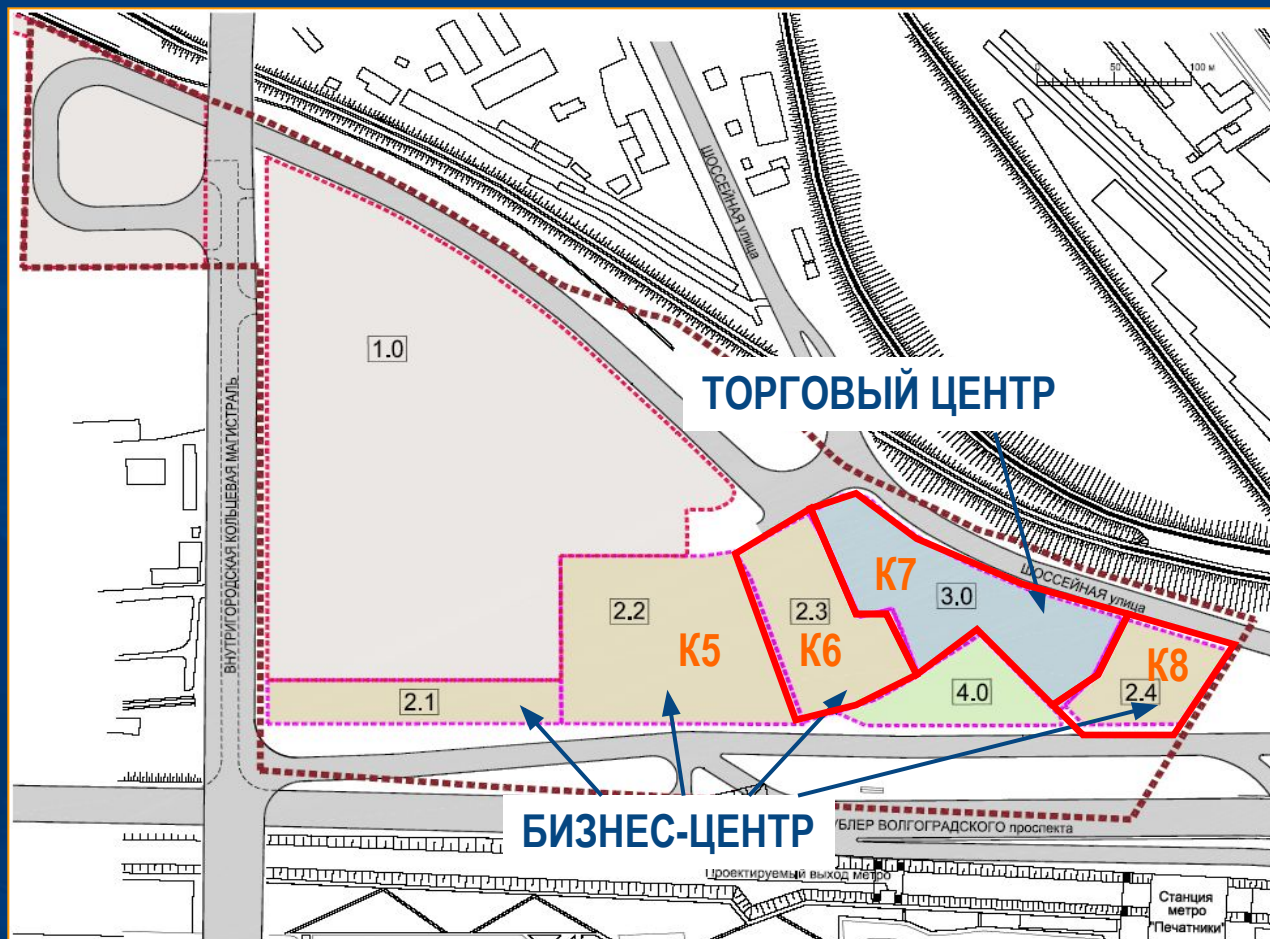 0 50 100 м
ШОССЕЙНАЯ улица
1.0
ТОРГОВЫЙ ЦЕНТР
ВНУТРИГОРОДСКАЯ КОЛЬЦЕВАЯ МАГИСТРАЛЬ
К7
3.0
ШОССЕЙНАЯ улица
2.2
2.3
К5
К6
К8
2.1
4.0
2.4
БИЗНЕС-ЦЕНТР
УБЛЕР ВОЛГОГРАДСКОГО проспекта
Проектируемый выход метро
Станция
метро
"Печатники"